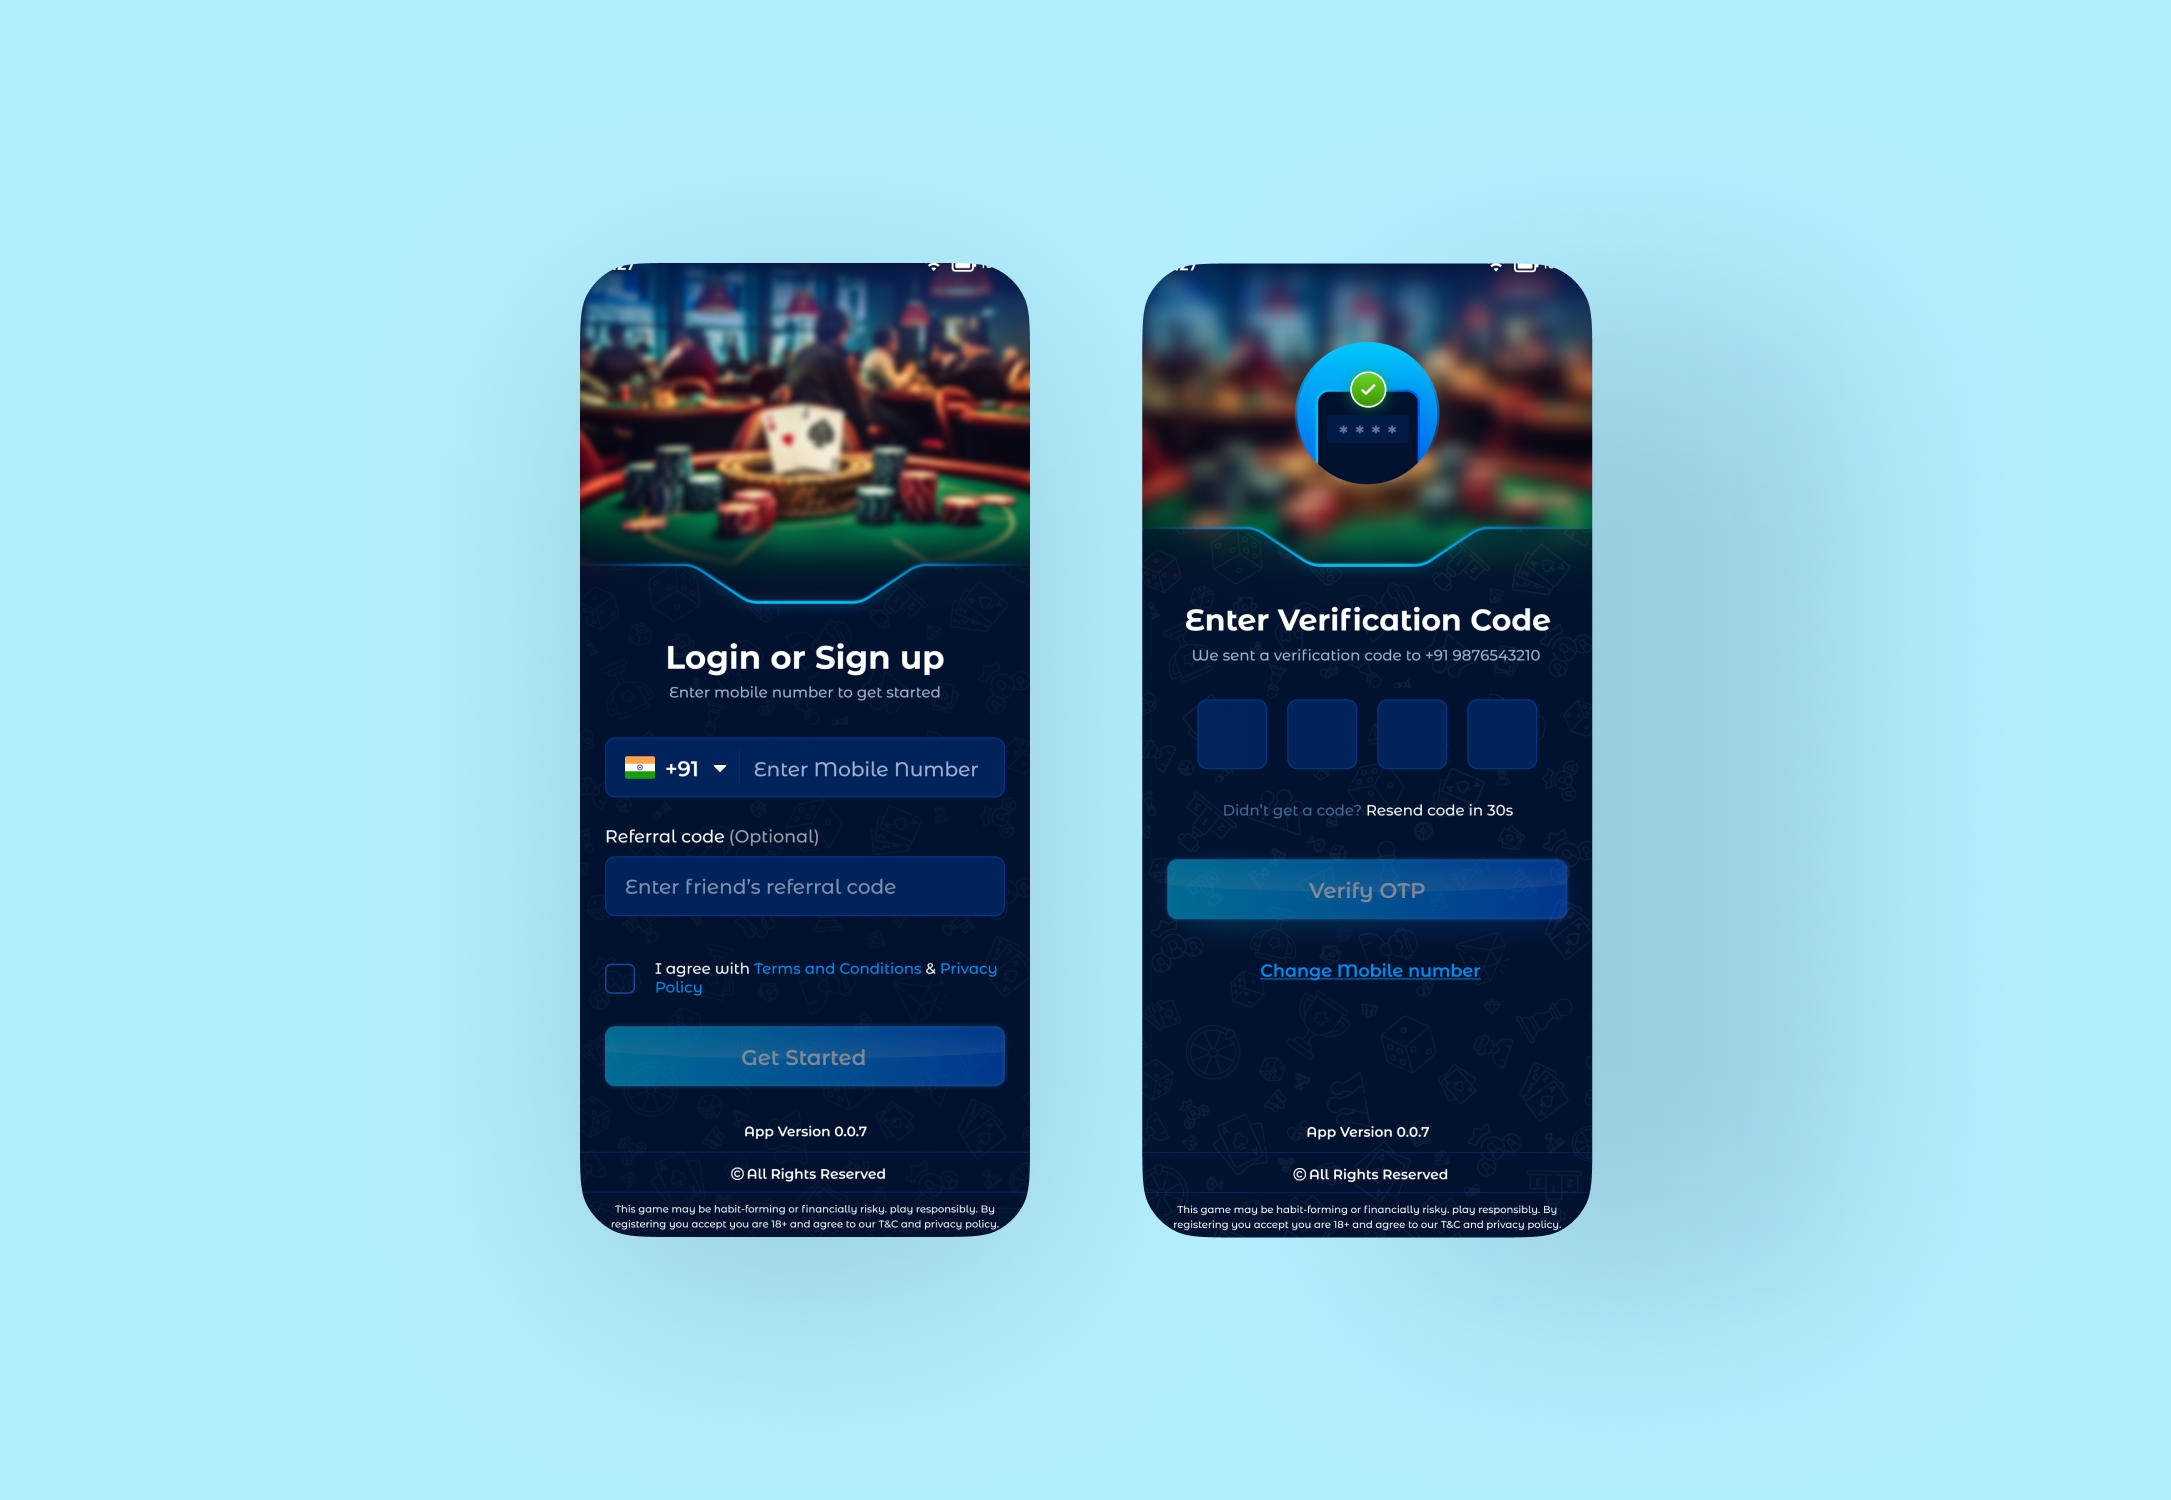 Login or Sign up
Enter mobile number to get started
+91 Enter Mobile Number
Referral code (Optional)
Enter friend's referral code
I agree with Terms and Conditions & Privacy
Policy
Get Started
App Version 0.0.7
© All Rights Reserved
This game may be habit-forming or financially risky. play responsibly. By
registering you accept you are 18+ and agree to our T&C and privacy policy.
* * * *
Enter Verification Code
We sent a verification code to +91 9876543210
Didn't get a code? Resend code in 30s
Verify OTP
Change Mobile number
App Version 0.0.7
© All Rights Reserved
This game may be habit-forming or financially risky. play responsibly. By
registering you accept you are 18+ and agree to our T&C and privacy policy.